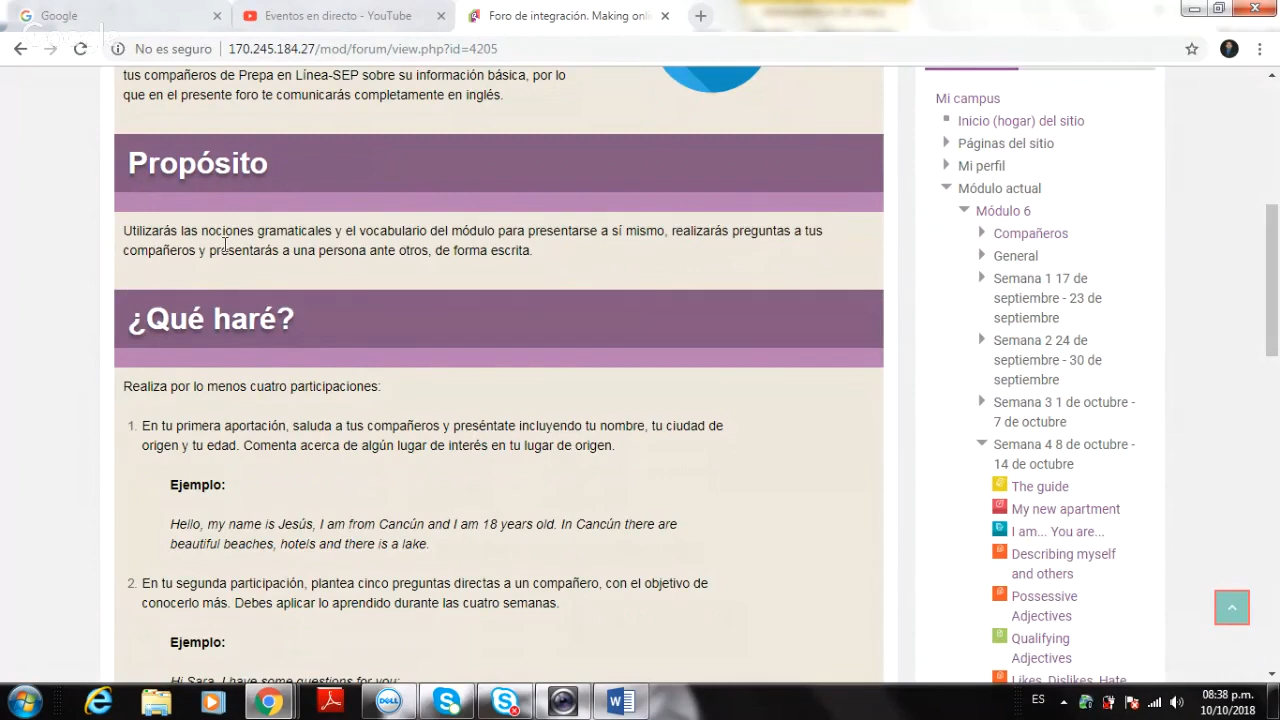 Google
Eventos en directo - YouTube
Foro de integración. Making onl
No es seguro
170.245.184.27/mod/forum/view.php?id=4205
tus compañeros de Prepa en Línea-SEP sobre su información básica, por lo
que en el presente foro te comunicarás completamente en inglés.
Propósito
Utilizarás las nociones gramaticales y el vocabulario del módulo para presentarse a sí mismo, realizarás preguntas a tus
compañeros y presentarás a una persona ante otros, de forma escrita.
¿Qué haré?
Realiza por lo menos cuatro participaciones:
1. En tu primera aportación, saluda a tus compañeros y preséntate incluyendo tu nombre, tu ciudad de
origen y tu edad. Comenta acerca de algún lugar de interés en tu lugar de origen.
Ejemplo:
Hello, my name is Jesús, I am from Cancún and I am 18 years old. In Cancún there are
beautiful beaches, hotels and there is a lake.
2. En tu segunda participación, plantea cinco preguntas directas a un compañero, con el objetivo de
conocerlo más. Debes aplicar lo aprendido durante las cuatro semanas.
Ejemplo:
Hi Sara, I have some questions for you:
Mi campus
Inicio (hogar) del sitio
Páginas del sitio
Mi perfil
Módulo actual
Módulo 6
Compañeros
General
Semana 1 17 de
septiembre - 23 de
septiembre
Semana 2 24 de
septiembre - 30 de
septiembre
Semana 3 1 de octubre -
7 de octubre
Semana 4 8 de octubre -
14 de octubre
The guide
My new apartment
I am... You are...
Describing myself
and others
Possessive
Adjectives
Qualifying
Adjectives
Likes, Dislikes, Hate
DELL
ES
08:38 p.m.
10/10/2018